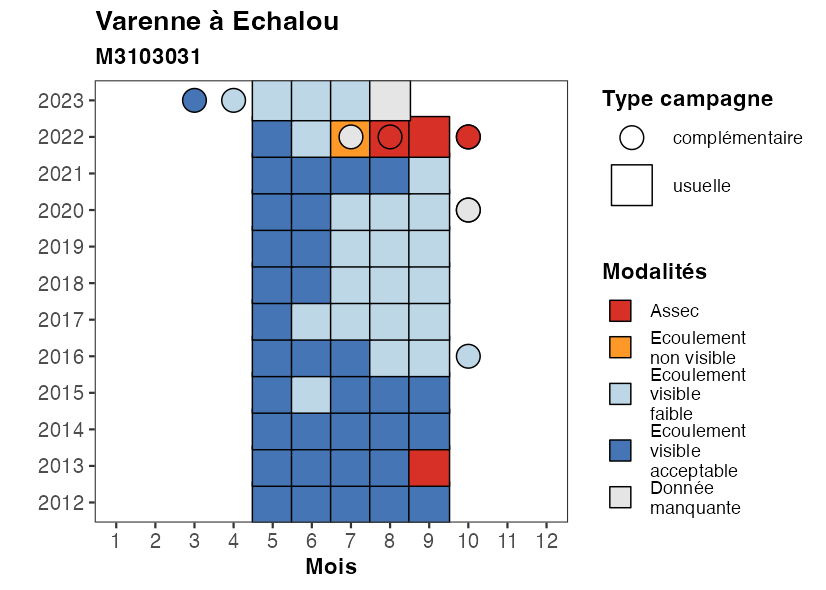 Varenne à Echalou
M3103031
2023
2022
2021
2020
2019
2018
2017
2016
2015
2014
2013
2012
1 2 3 4 5 6 7 8 9 10 11 12
Mois
Type campagne
complémentaire
usuelle
Modalités
Assec
Ecoulement
non visible
Ecoulement
visible
faible
Ecoulement
visible
acceptable
Donnée
manquante